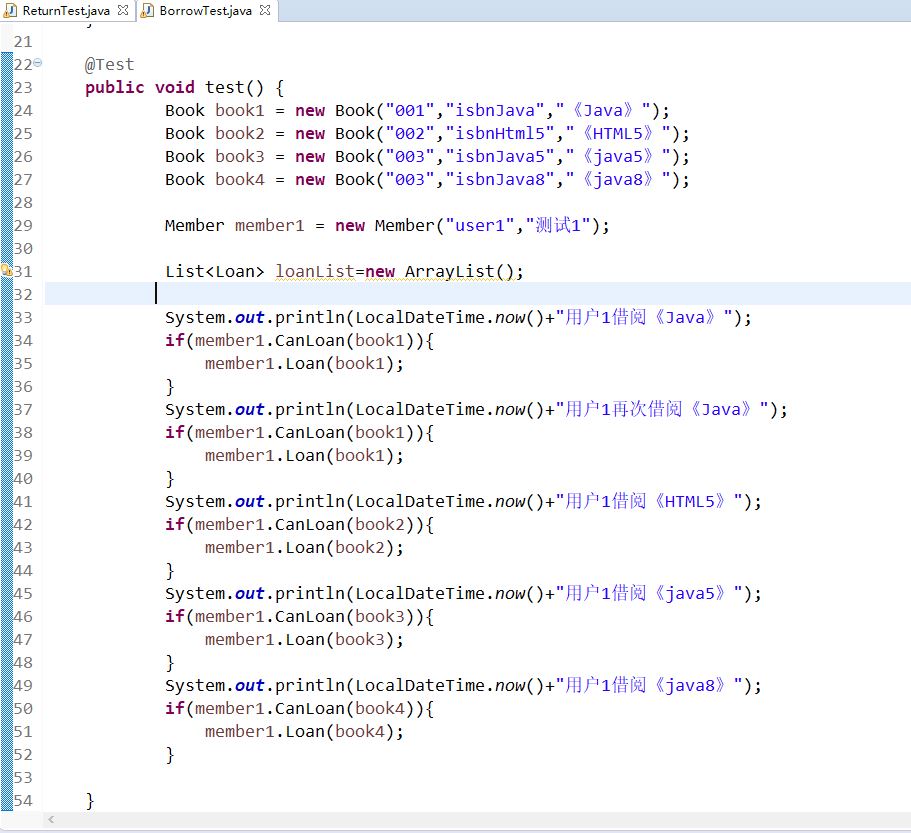 ReturnTest.java BorrowTest.java
21
22 @Test
23 public void test() {
24 Book book1 = new Book("001","isbnJava","《Java》");
25 Book book2 = new Book("002","isbnHtml5","《HTML5》");
26 Book book3 = new Book("003","isbnJava5","《java5》");
27 Book book4 = new Book("003","isbnJava8","《java8》");
28
29 Member member1 = new Member("user1","测试1");
30
31 List<Loan> loanList=new ArrayList();
32
33 System.out.println(LocalDateTime.now()+"用户1借阅《Java》");
34 if(member1.CanLoan(book1)){
35 member1.Loan(book1);
36 }
37 System.out.println(LocalDateTime.now()+"用户1再次借阅《Java》");
38 if(member1.CanLoan(book1)){
39 member1.Loan(book1);
40 }
41 System.out.println(LocalDateTime.now()+"用户1借阅《HTML5》");
42 if(member1.CanLoan(book2)){
43 member1.Loan(book2);
44 }
45 System.out.println(LocalDateTime.now()+"用户1借阅《java5》");
46 if(member1.CanLoan(book3)){
47 member1.Loan(book3);
48 }
49 System.out.println(LocalDateTime.now()+"用户1借阅《java8》");
50 if(member1.CanLoan(book4)){
51 member1.Loan(book4);
52 }
53
54 }